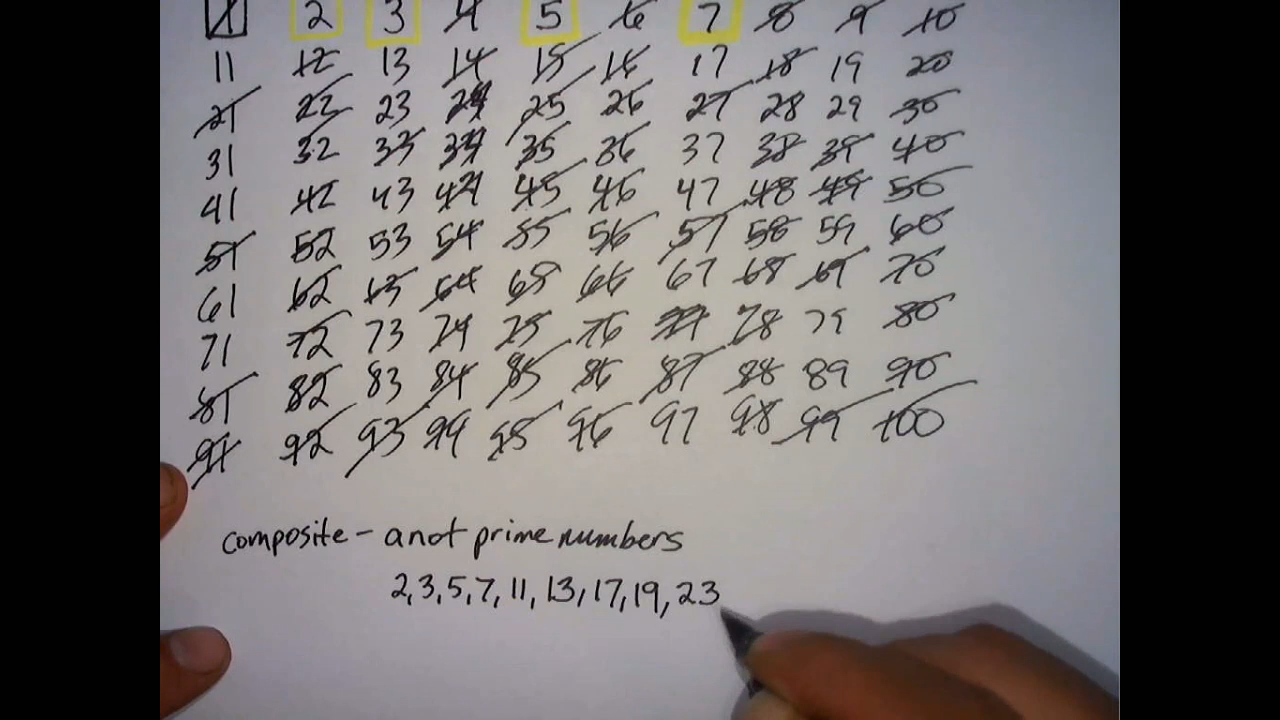 1 2 3 4 5 6 7 8 9 10
11 12 13 14 15 16 17 18 19 20
21 22 23 24 25 26 27 28 29 30
31 32 33 34 35 36 37 38 39 40
41 42 43 44 45 46 47 48 49 50
51 52 53 54 55 56 57 58 59 60
61 62 63 64 65 66 67 68 69 70
71 72 73 74 75 76 77 78 79 80
81 82 83 84 85 86 87 88 89 90
91 92 93 94 95 96 97 98 99 100
composite - a not prime numbers
2, 3, 5, 7, 11, 13, 17, 19, 23